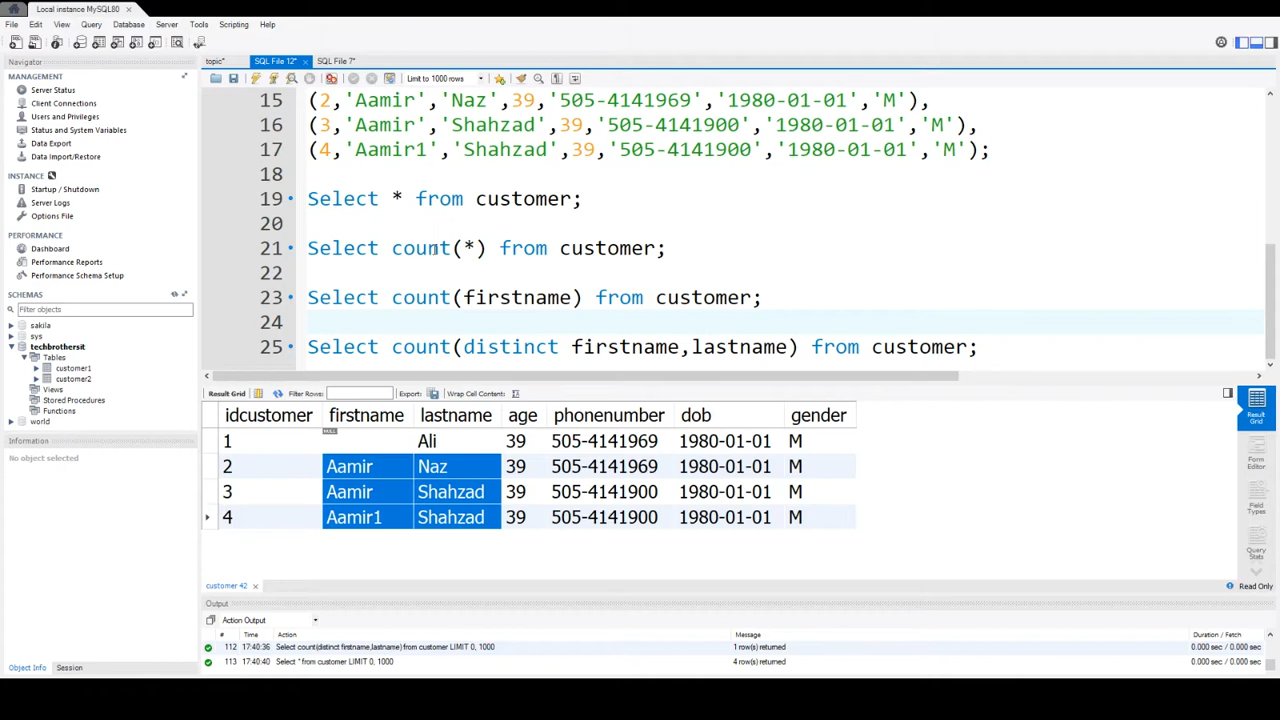 Local instance MySQL80 ×
File Edit View Query Database Server Tools Scripting Help
Navigator
MANAGEMENT
Server Status
Client Connections
Users and Privileges
Status and System Variables
Data Export
Data Import/Restore
INSTANCE
Startup / Shutdown
Server Logs
Options File
PERFORMANCE
Dashboard
Performance Reports
Performance Schema Setup
SCHEMAS
Filter objects
sakila
sys
techbrothersit
Tables
customer1
customer2
Views
Stored Procedures
Functions
world
Information
No object selected
Object Info Session
topic* SQL File 12* × SQL File 7*
Limit to 1000 rows
15 (2,'Aamir','Naz',39,'505-4141969','1980-01-01','M'),
16 (3,'Aamir','Shahzad',39,'505-4141900','1980-01-01','M'),
17 (4,'Aamir1','Shahzad',39,'505-4141900','1980-01-01','M');
18
19 Select * from customer;
20
21 Select count(*) from customer;
22
23 Select count(firstname) from customer;
24
25 Select count(distinct firstname,lastname) from customer;
Result Grid Filter Rows: Export: Wrap Cell Contents:
idcustomer firstname lastname age phonenumber dob gender
1 NULL Ali 39 505-4141969 1980-01-01 M
2 Aamir Naz 39 505-4141969 1980-01-01 M
3 Aamir Shahzad 39 505-4141900 1980-01-01 M
4 Aamir1 Shahzad 39 505-4141900 1980-01-01 M
Result Grid
Form Editor
Field Types
Query Stats
customer 42 × Read Only
Output
Action Output
# Time Action Message Duration / Fetch
112 17:40:36 Select count(distinct firstname,lastname) from customer LIMIT 0, 1000 1 row(s) returned 0.000 sec / 0.000 sec
113 17:40:40 Select * from customer LIMIT 0, 1000 4 row(s) returned 0.000 sec / 0.000 sec